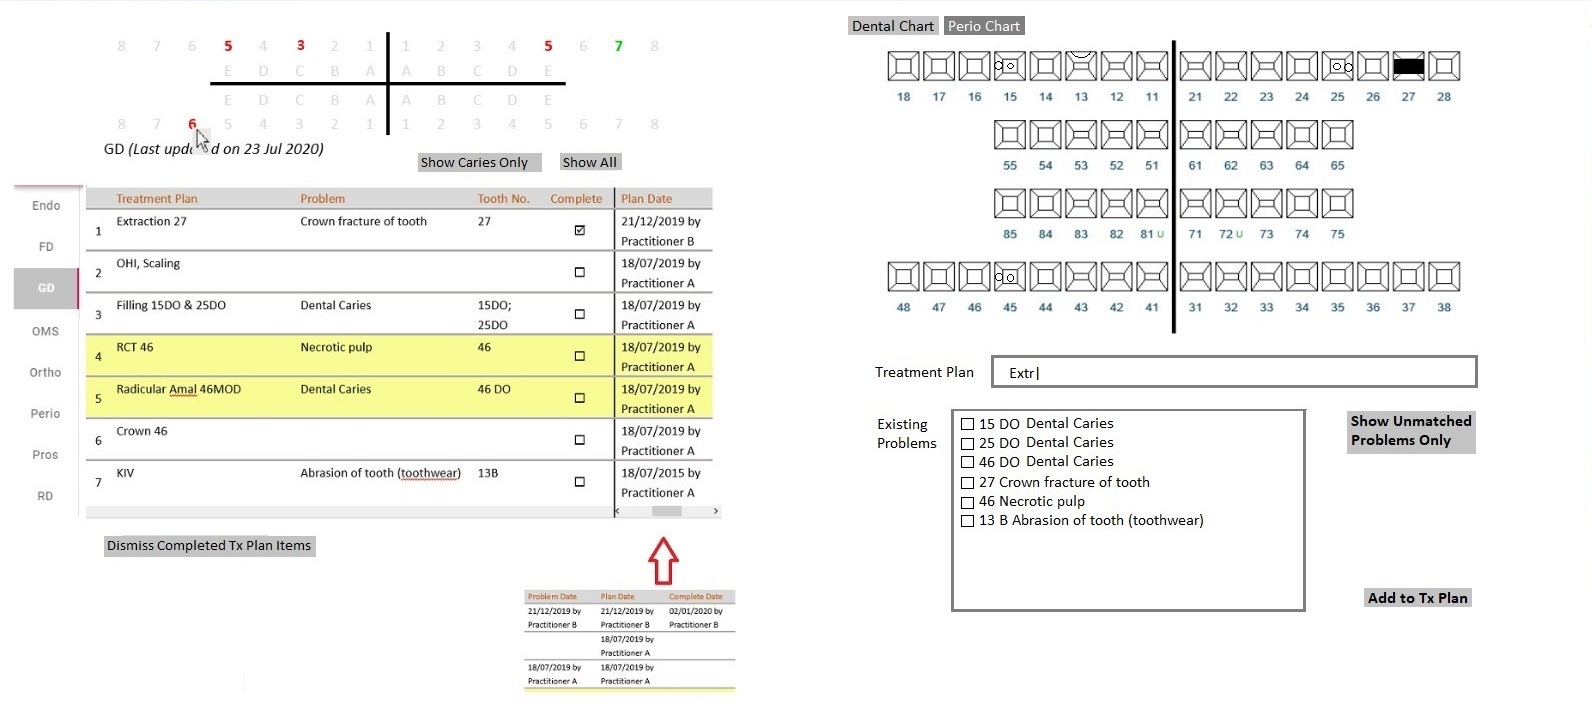 8 7 6 5 4 3 2 1 1 2 3 4 5 6 7 8
E D C B A A B C D E
E D C B A A B C D E
8 7 6 5 4 3 2 1 1 2 3 4 5 6 7 8
GD (Last upd d on 23 Jul 2020)
Show Caries Only Show All
Endo
FD
GD
OMS
Ortho
Perio
Pros
RD
Treatment Plan Problem Tooth No. Complete Plan Date
1 Extraction 27 Crown fracture of tooth 27 21/12/2019 by
Practitioner B
2 OHI, Scaling 18/07/2019 by
Practitioner A
3 Filling 15DO & 25DO Dental Caries 15DO; 18/07/2019 by
25DO Practitioner A
4 RCT 46 Necrotic pulp 46 18/07/2019 by
Practitioner A
5 Radicular Amal 46MOD Dental Caries 46 DO 18/07/2019 by
Practitioner A
6 Crown 46 18/07/2019 by
Practitioner A
7 KIV Abrasion of tooth (toothwear) 13B 18/07/2015 by
Practitioner A
Dismiss Completed Tx Plan Items
Problem Date Plan Date Complete Date
21/12/2019 by 21/12/2019 by 02/01/2020 by
Practitioner B Practitioner B Practitioner B
18/07/2019 by
Practitioner A
18/07/2019 by 18/07/2019 by
Practitioner A Practitioner A
Dental Chart Perio Chart
18 17 16 15 14 13 12 11 21 22 23 24 25 26 27 28
55 54 53 52 51 61 62 63 64 65
85 84 83 82 81 U 71 72 U 73 74 75
48 47 46 45 44 43 42 41 31 32 33 34 35 36 37 38
Treatment Plan Extr
Existing
Problems
15 DO Dental Caries
25 DO Dental Caries
46 DO Dental Caries
27 Crown fracture of tooth
46 Necrotic pulp
13 B Abrasion of tooth (toothwear)
Show Unmatched
Problems Only
Add to Tx Plan